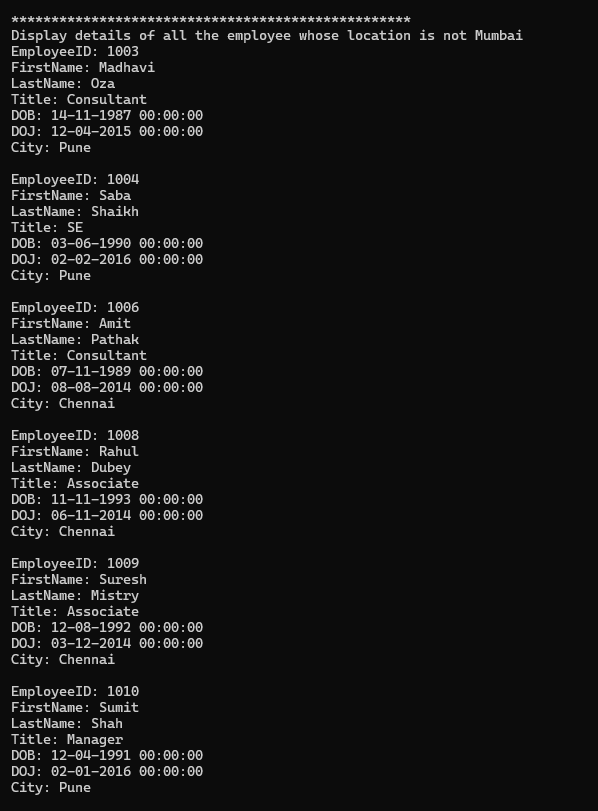 **************************************************
Display details of all the employee whose location is not Mumbai
EmployeeID: 1003
FirstName: Madhavi
LastName: Oza
Title: Consultant
DOB: 14-11-1987 00:00:00
DOJ: 12-04-2015 00:00:00
City: Pune

EmployeeID: 1004
FirstName: Saba
LastName: Shaikh
Title: SE
DOB: 03-06-1990 00:00:00
DOJ: 02-02-2016 00:00:00
City: Pune

EmployeeID: 1006
FirstName: Amit
LastName: Pathak
Title: Consultant
DOB: 07-11-1989 00:00:00
DOJ: 08-08-2014 00:00:00
City: Chennai

EmployeeID: 1008
FirstName: Rahul
LastName: Dubey
Title: Associate
DOB: 11-11-1993 00:00:00
DOJ: 06-11-2014 00:00:00
City: Chennai

EmployeeID: 1009
FirstName: Suresh
LastName: Mistry
Title: Associate
DOB: 12-08-1992 00:00:00
DOJ: 03-12-2014 00:00:00
City: Chennai

EmployeeID: 1010
FirstName: Sumit
LastName: Shah
Title: Manager
DOB: 12-04-1991 00:00:00
DOJ: 02-01-2016 00:00:00
City: Pune